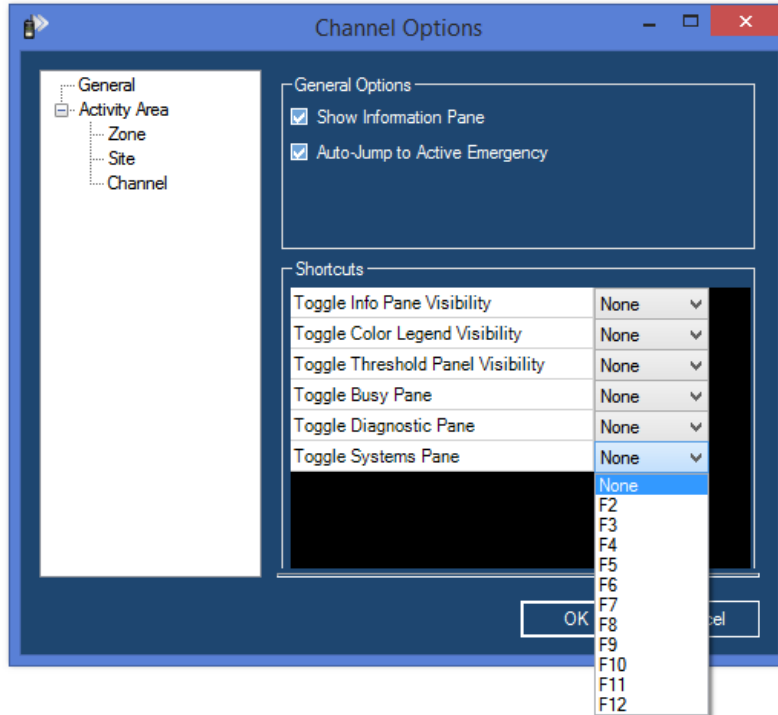 Channel Options
General
Activity Area
Zone
Site
Channel
General Options
Show Information Pane
Auto-Jump to Active Emergency
Shortcuts
Toggle Info Pane Visibility None
Toggle Color Legend Visibility None
Toggle Threshold Panel Visibility None
Toggle Busy Pane None
Toggle Diagnostic Pane None
Toggle Systems Pane None
None
F2
F3
F4
F5
F6
F7
F8
F9
F10
F11
F12
OK